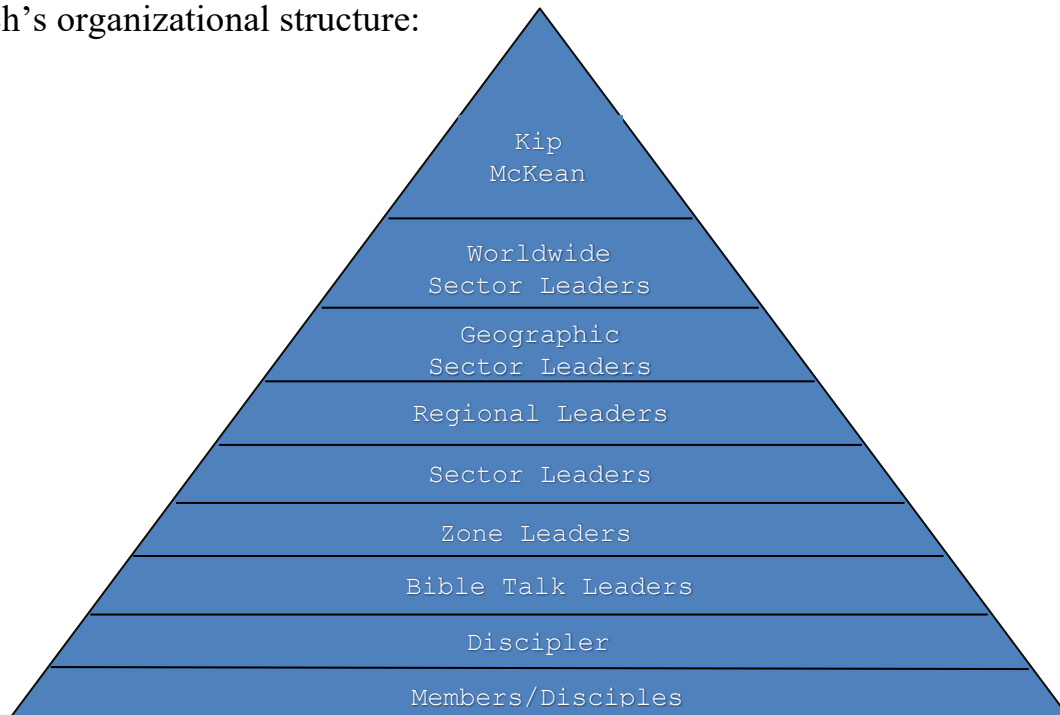 h’s organizational structure:
Kip
McKean
Worldwide
Sector Leaders
Geographic
Sector Leaders
Regional Leaders
Sector Leaders
Zone Leaders
Bible Talk Leaders
Discipler
Members/Disciples